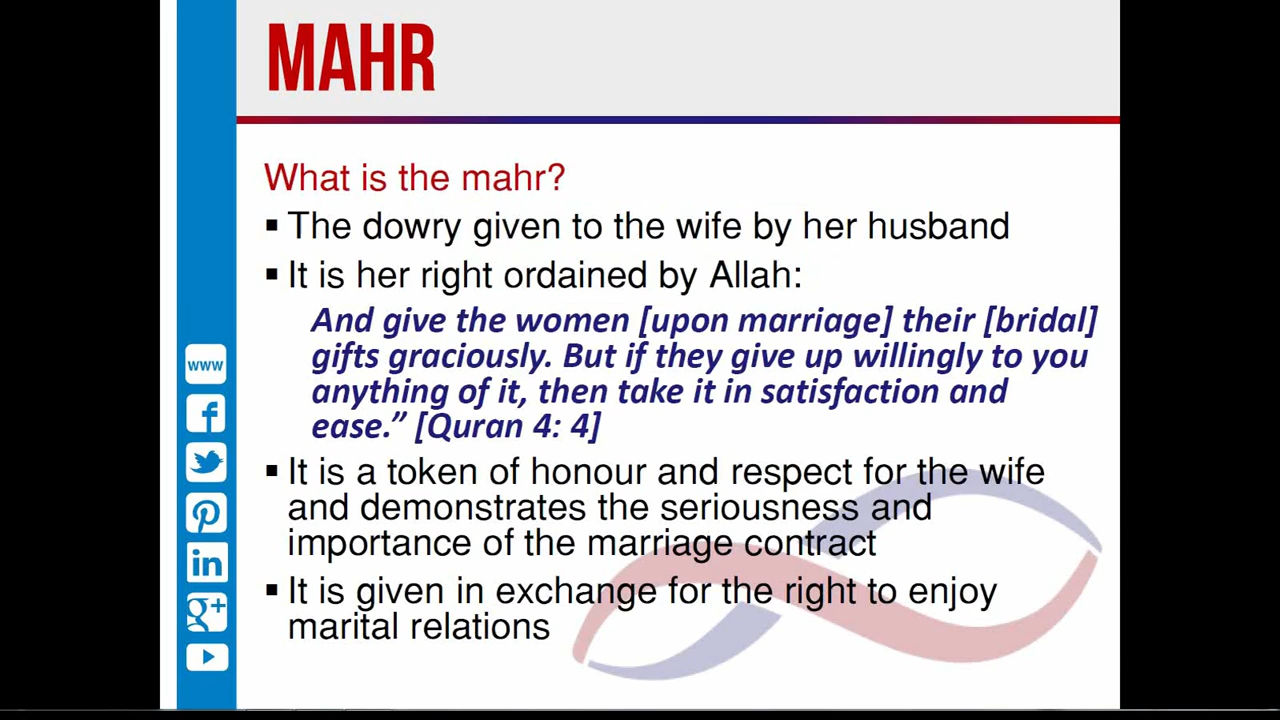 MAHR
What is the mahr?
▪ The dowry given to the wife by her husband
▪ It is her right ordained by Allah:
And give the women [upon marriage] their [bridal]
gifts graciously. But if they give up willingly to you
anything of it, then take it in satisfaction and
ease.” [Quran 4: 4]
▪ It is a token of honour and respect for the wife
and demonstrates the seriousness and
importance of the marriage contract
▪ It is given in exchange for the right to enjoy
marital relations
www
f
in
g+